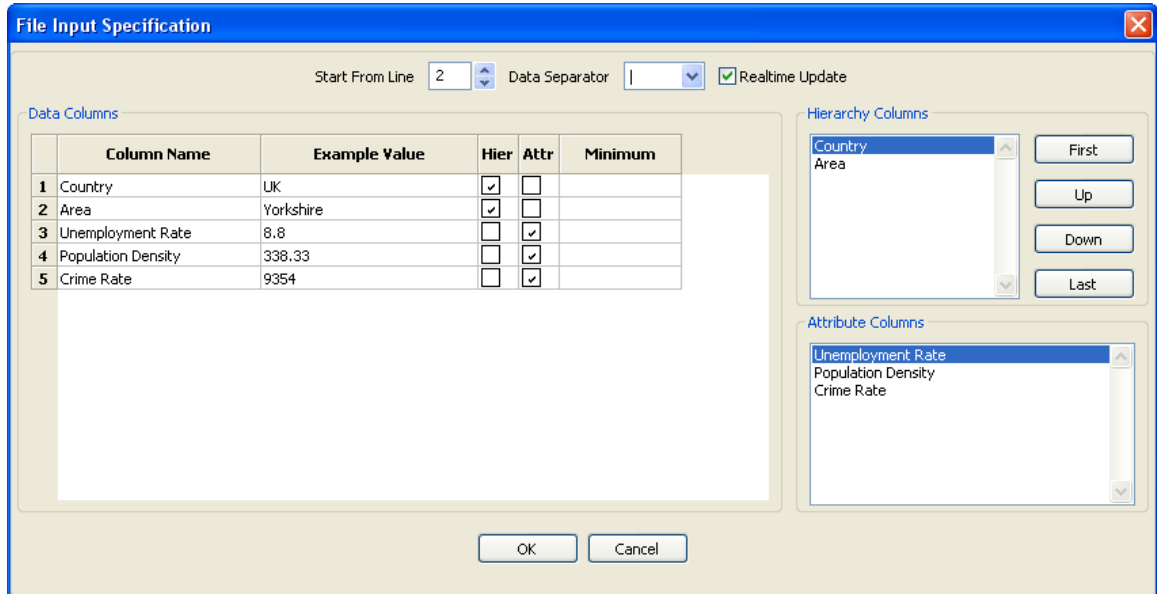 File Input Specification
Start From Line 2 Data Separator | Realtime Update
Data Columns
Column Name Example Value Hier Attr Minimum
1 Country UK
2 Area Yorkshire
3 Unemployment Rate 8.8
4 Population Density 338.33
5 Crime Rate 9354
Hierarchy Columns
Country
Area
First
Up
Down
Last
Attribute Columns
Unemployment Rate
Population Density
Crime Rate
OK Cancel